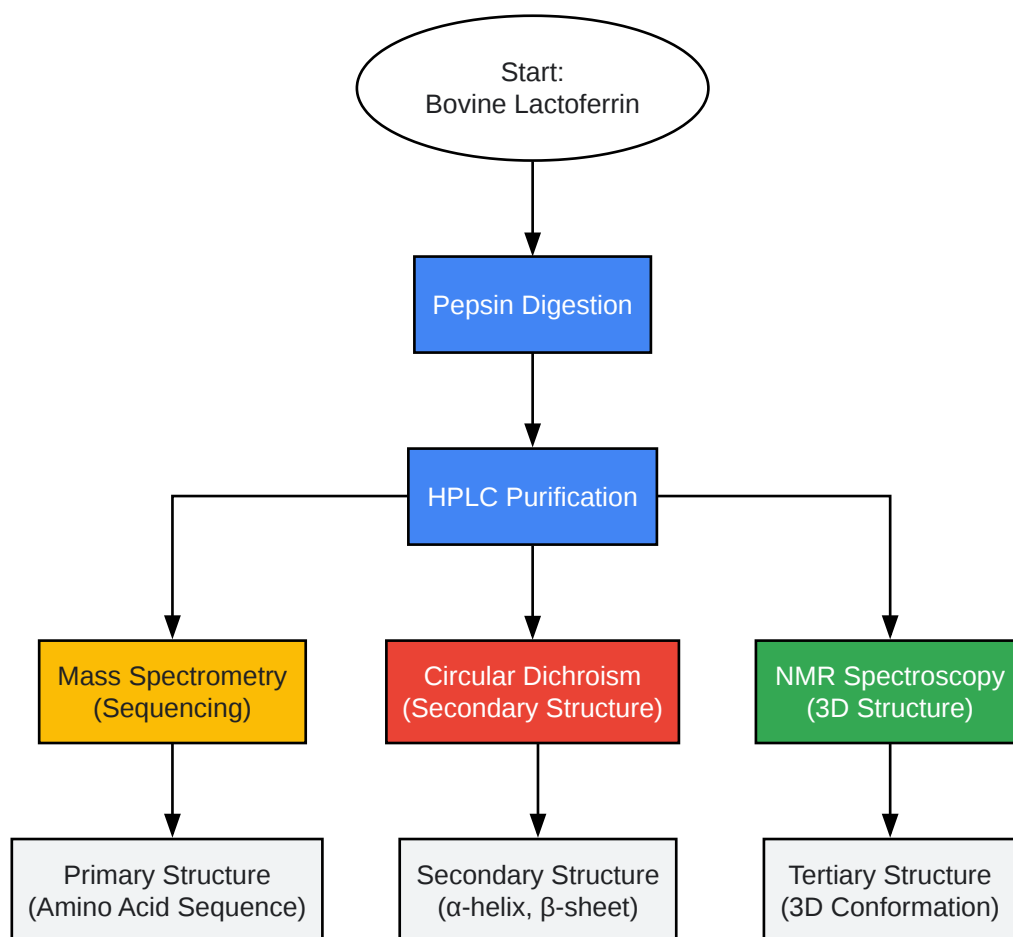 Start:
Bovine Lactoferrin
Pepsin Digestion
HPLC Purification
Mass Spectrometry
(Sequencing)
Circular Dichroism
(Secondary Structure)
NMR Spectroscopy
(3D Structure)
Primary Structure
(Amino Acid Sequence)
Secondary Structure
(α-helix, β-sheet)
Tertiary Structure
(3D Conformation)